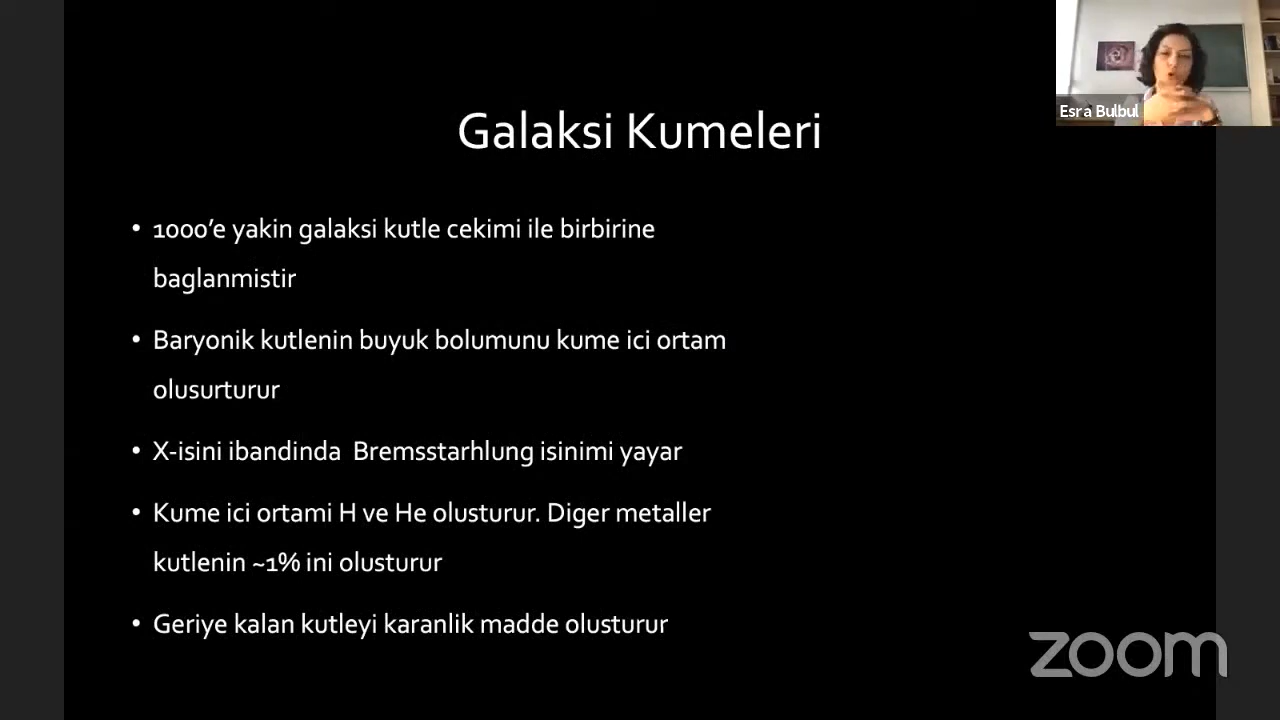 Galaksi Kumeleri
Esra Bulbul
• 1000’e yakin galaksi kutle cekimi ile birbirine
baglanmistir
• Baryonik kutlenin buyuk bolumunu kume ici ortam
olusurturur
• X-isini ibandinda Bremsstarhlung isinimi yayar
• Kume ici ortami H ve He olusturur. Diger metaller
kutlenin ~1% ini olusturur
• Geriye kalan kutleyi karanlik madde olusturur
zoom